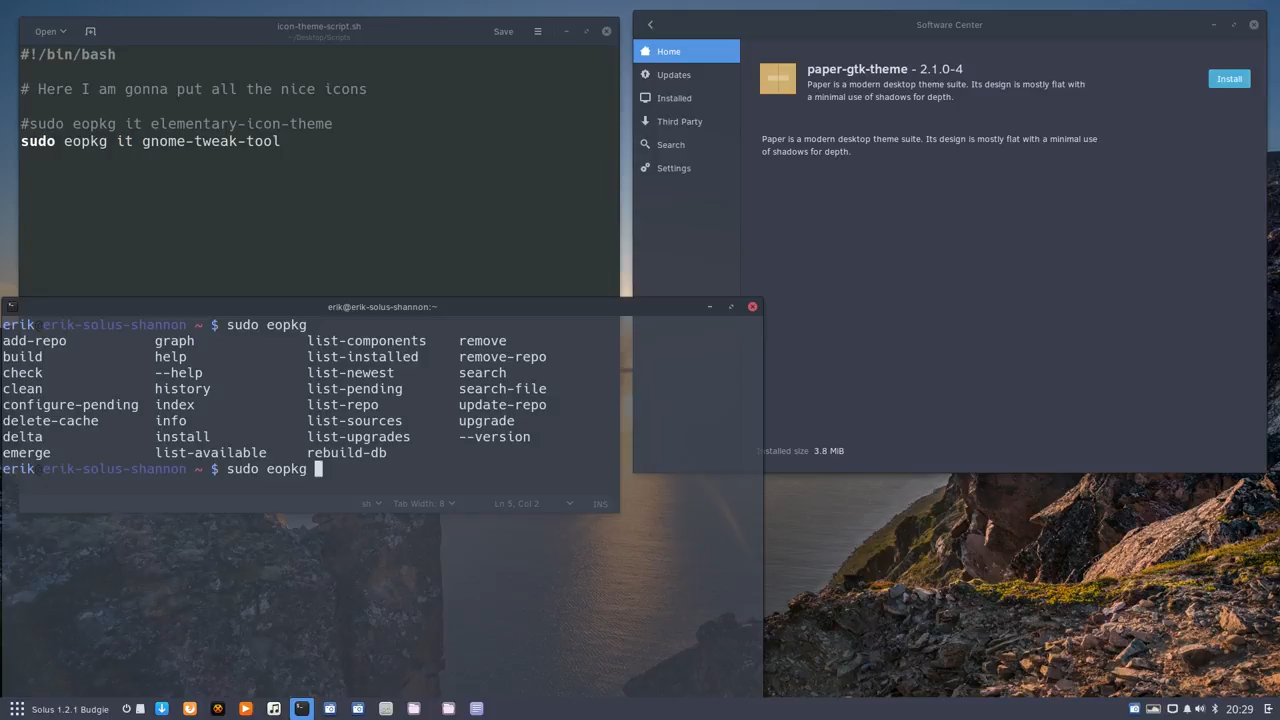 Open
icon-theme-script.sh
~/Desktop/Scripts
Save
#!/bin/bash
# Here I am gonna put all the nice icons
#sudo eopkg it elementary-icon-theme
sudo eopkg it gnome-tweak-tool
sh
Tab Width, 8
Ln 5, Col 2
INS
Software Center
Home
Updates
Installed
Third Party
Search
Settings
paper-gtk-theme - 2.1.0-4
Paper is a modern desktop theme suite. Its design is mostly flat with
a minimal use of shadows for depth.
Install
Paper is a modern desktop theme suite. Its design is mostly flat with a minimal use
of shadows for depth.
Installed size 3.8 MiB
erik@erik-solus-shannon:~
erik erik-solus-shannon ~ $ sudo eopkg
add-repo graph list-components remove
build help list-installed remove-repo
check --help list-newest search
clean history list-pending search-file
configure-pending index list-repo update-repo
delete-cache info list-sources upgrade
delta install list-upgrades --version
emerge list-available rebuild-db
erik erik-solus-shannon ~ $ sudo eopkg
Solus 1.2.1 Budgie
20:29